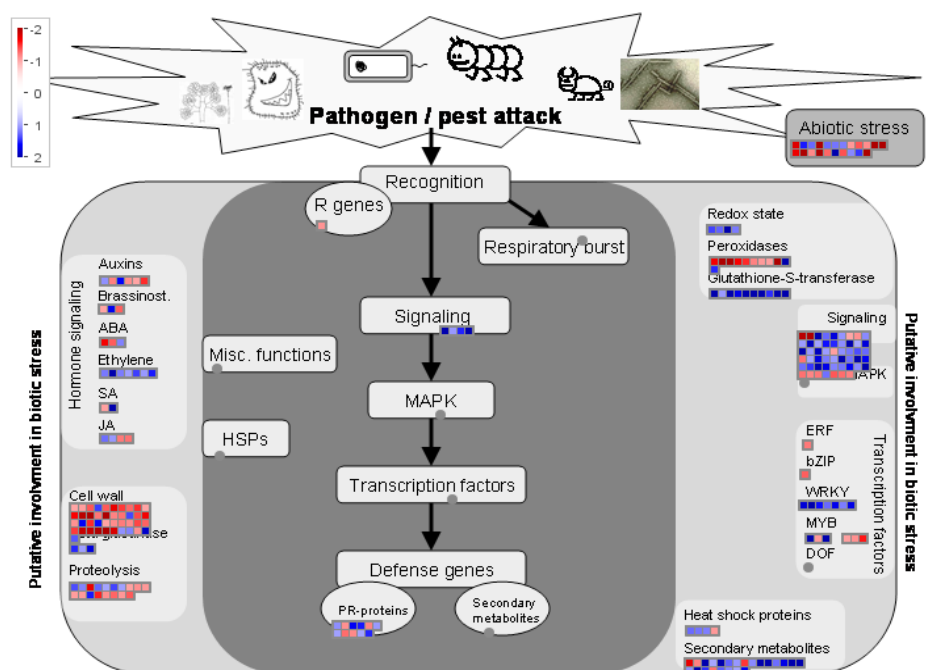 -2
-1
0
1
2
Pathogen / pest attack
Abiotic stress
Recognition
R genes
Respiratory burst
Signaling
Misc. functions
MAPK
HSPs
Transcription factors
Defense genes
PR-proteins
Secondary
metabolites
Putative involvment in biotic stress
Hormone signaling
Auxins
Brassinost.
ABA
Ethylene
SA
JA
Cell wall
Proteolysis
Redox state
Peroxidases
Glutathione-S-transferase
Signaling
MAPK
ERF
bZIP
WRKY
MYB
DOF
Transcription factors
Putative involvment in biotic stress
Heat shock proteins
Secondary metabolites